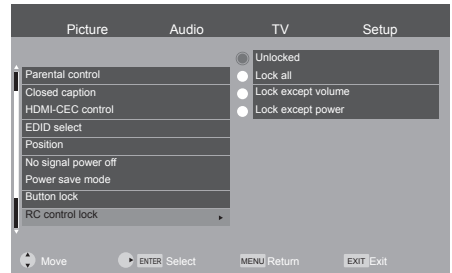 Picture Audio TV Setup
Unlocked
Lock all
Lock except volume
Lock except power
Parental control
Closed caption
HDMI-CEC control
EDID select
Position
No signal power off
Power save mode
Button lock
RC control lock
Move ENTER Select MENU Return EXIT Exit